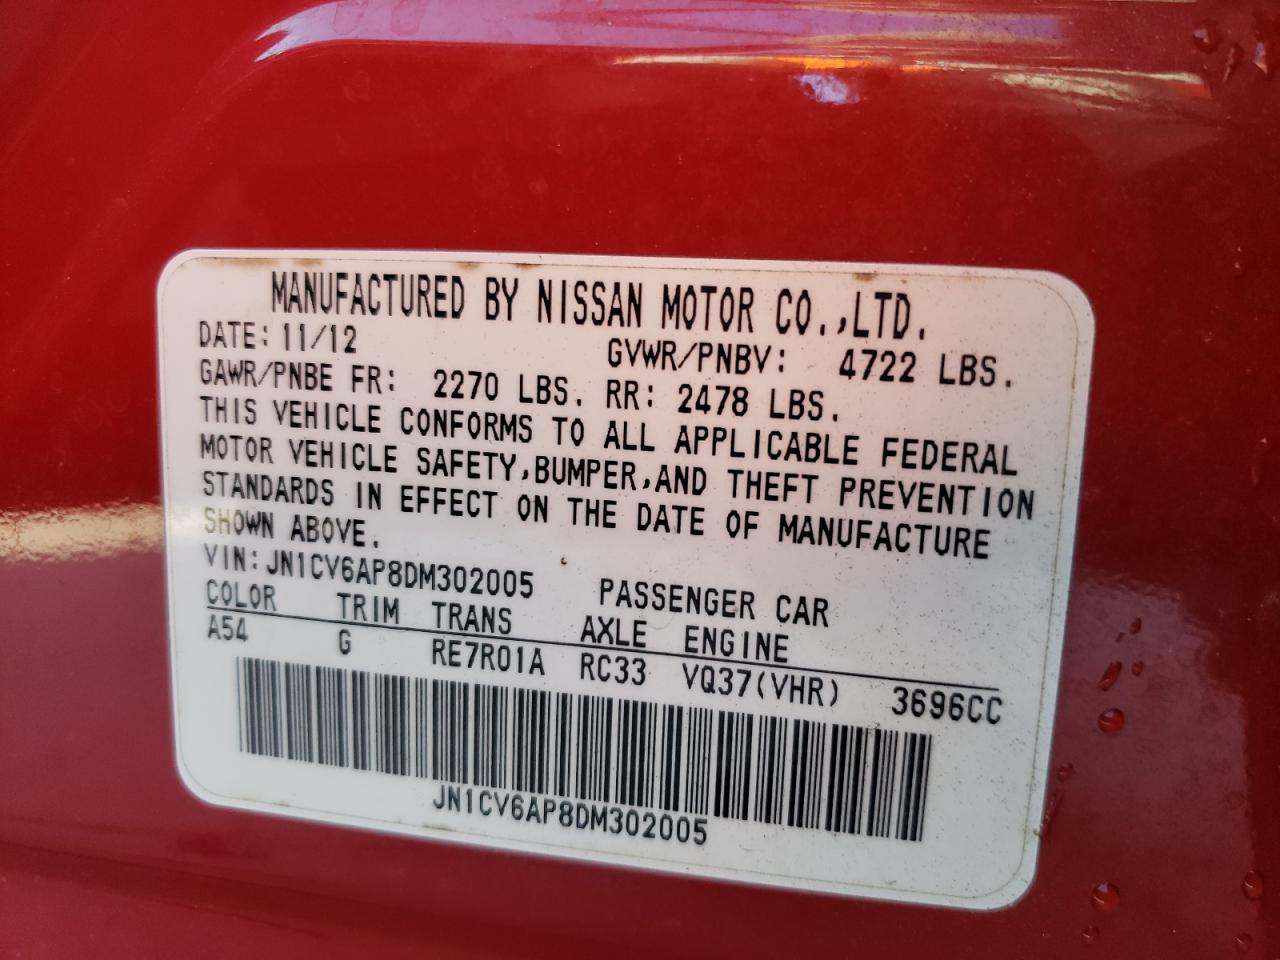 MANUFACTURED BY NISSAN MOTOR CO.,LTD.
DATE: 11/12 GVWR/PNBV: 4722 LBS.
GAWR/PNBE FR: 2270 LBS. RR: 2478 LBS.
THIS VEHICLE CONFORMS TO ALL APPLICABLE FEDERAL
MOTOR VEHICLE SAFETY,BUMPER,AND THEFT PREVENTION
STANDARDS IN EFFECT ON THE DATE OF MANUFACTURE
SHOWN ABOVE.
VIN: JN1CV6AP8DM302005 PASSENGER CAR
COLOR TRIM TRANS AXLE ENGINE
A54 G RE7R01A RC33 VQ37(VHR) 3696CC
JN1CV6AP8DM302005